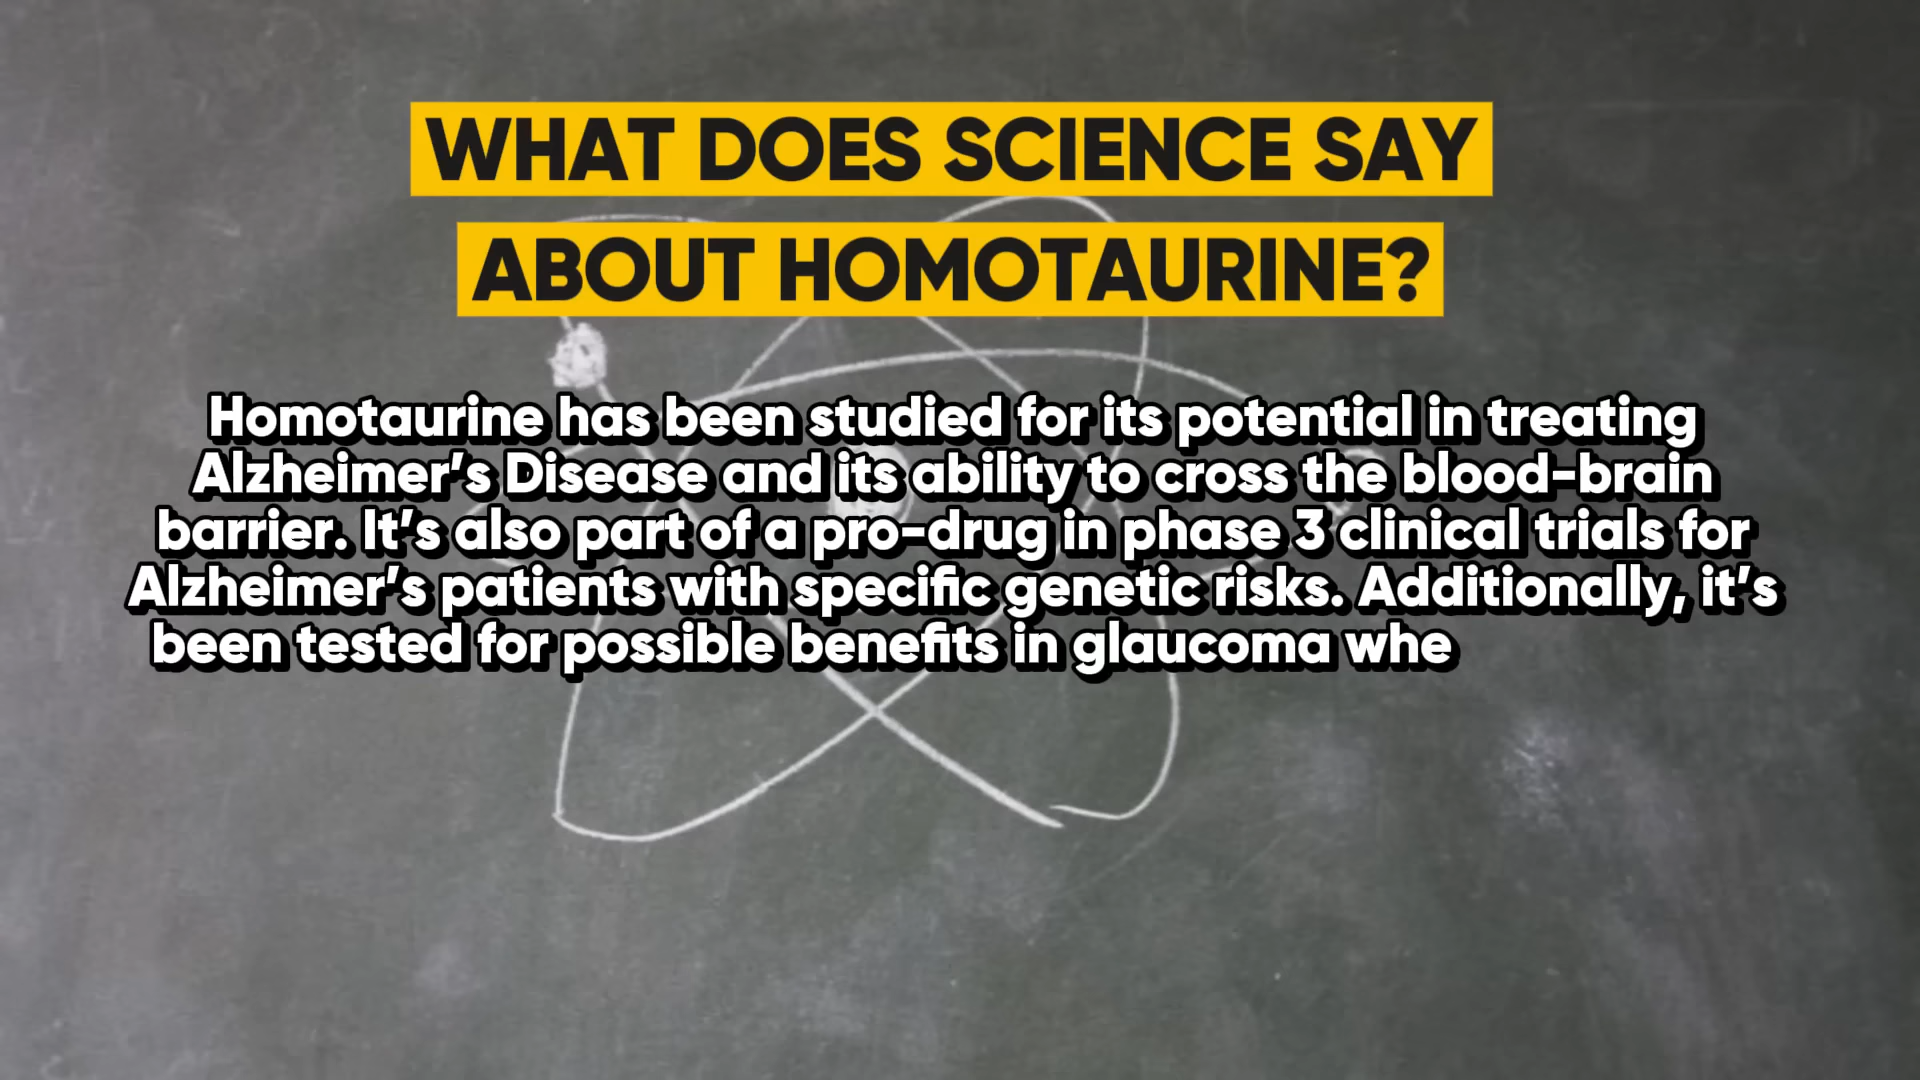 WHAT DOES SCIENCE SAY
ABOUT HOMOTAURINE?
Homotaurine has been studied for its potential in treating
Alzheimer's Disease and its ability to cross the blood-brain
barrier. It's also part of a pro-drug in phase 3 clinical trials for
Alzheimer's patients with specific genetic risks. Additionally, it's
been tested for possible benefits in glaucoma whe